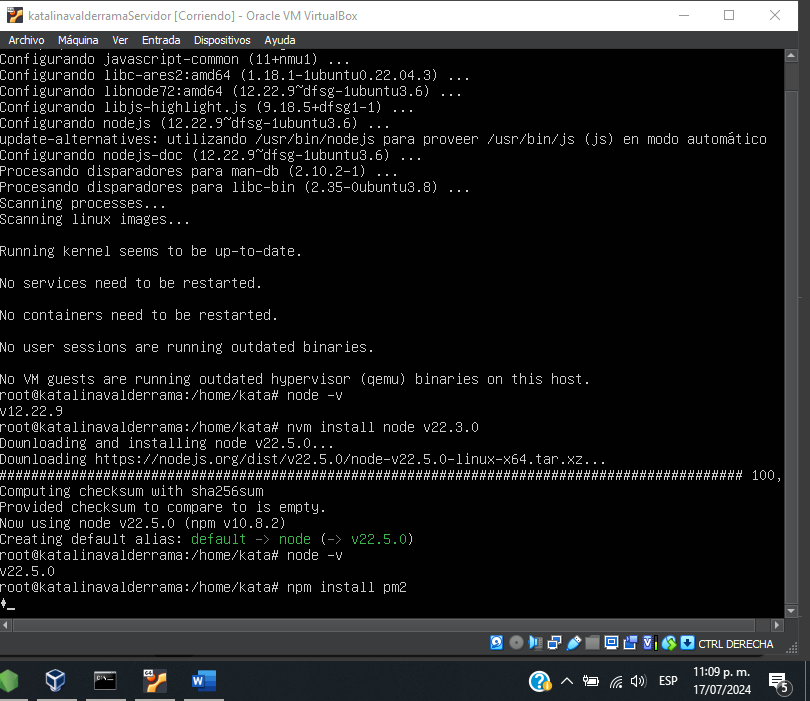 katalinavalderramaServidor [Corriendo] - Oracle VM VirtualBox
Archivo Máquina Ver Entrada Dispositivos Ayuda
Configurando javascript-common (11+nmu1) ...
Configurando libc-ares2:amd64 (1.18.1-1ubuntu0.22.04.3) ...
Configurando libnode72:amd64 (12.22.9~dfsg-1ubuntu3.6) ...
Configurando libjs-highlight.js (9.18.5+dfsg1-1) ...
Configurando nodejs (12.22.9~dfsg-1ubuntu3.6) ...
update-alternatives: utilizando /usr/bin/nodejs para proveer /usr/bin/js (js) en modo automático
Configurando nodejs-doc (12.22.9~dfsg-1ubuntu3.6) ...
Procesando disparadores para man-db (2.10.2-1) ...
Procesando disparadores para libc-bin (2.35-0ubuntu3.8) ...
Scanning processes...
Scanning linux images...
Running kernel seems to be up-to-date.
No services need to be restarted.
No containers need to be restarted.
No user sessions are running outdated binaries.
No VM guests are running outdated hypervisor (qemu) binaries on this host.
root@katalinavalderrama:/home/kata# node -v
v12.22.9
root@katalinavalderrama:/home/kata# nvm install node v22.3.0
Downloading and installing node v22.5.0...
Downloading https://nodejs.org/dist/v22.5.0/node-v22.5.0-linux-x64.tar.xz...
############################################################################################# 100,
Computing checksum with sha256sum
Provided checksum to compare to is empty.
Now using node v22.5.0 (npm v10.8.2)
Creating default alias: default -> node (-> v22.5.0)
root@katalinavalderrama:/home/kata# node -v
v22.5.0
root@katalinavalderrama:/home/kata# npm install pm2
CTRL DERECHA
W
ESP
11:09 p. m.
17/07/2024
5